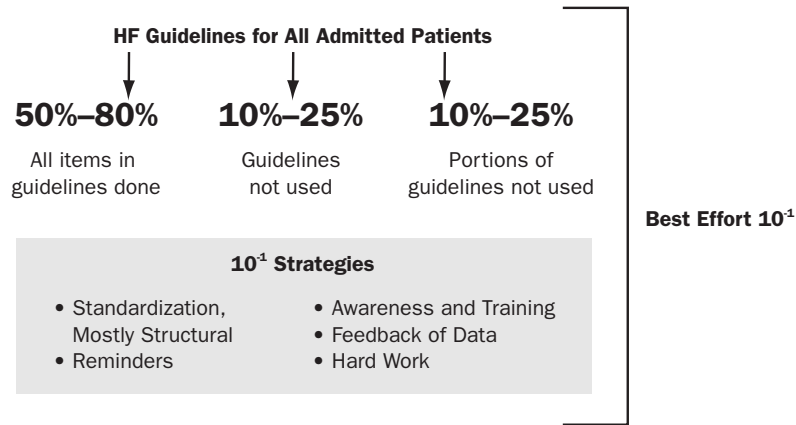 HF Guidelines for All Admitted Patients
50%–80%
All items in
guidelines done
10%–25%
Guidelines
not used
10%–25%
Portions of
guidelines not used
Best Effort 10⁻¹
10⁻¹ Strategies
• Standardization,
Mostly Structural
• Reminders
• Awareness and Training
• Feedback of Data
• Hard Work